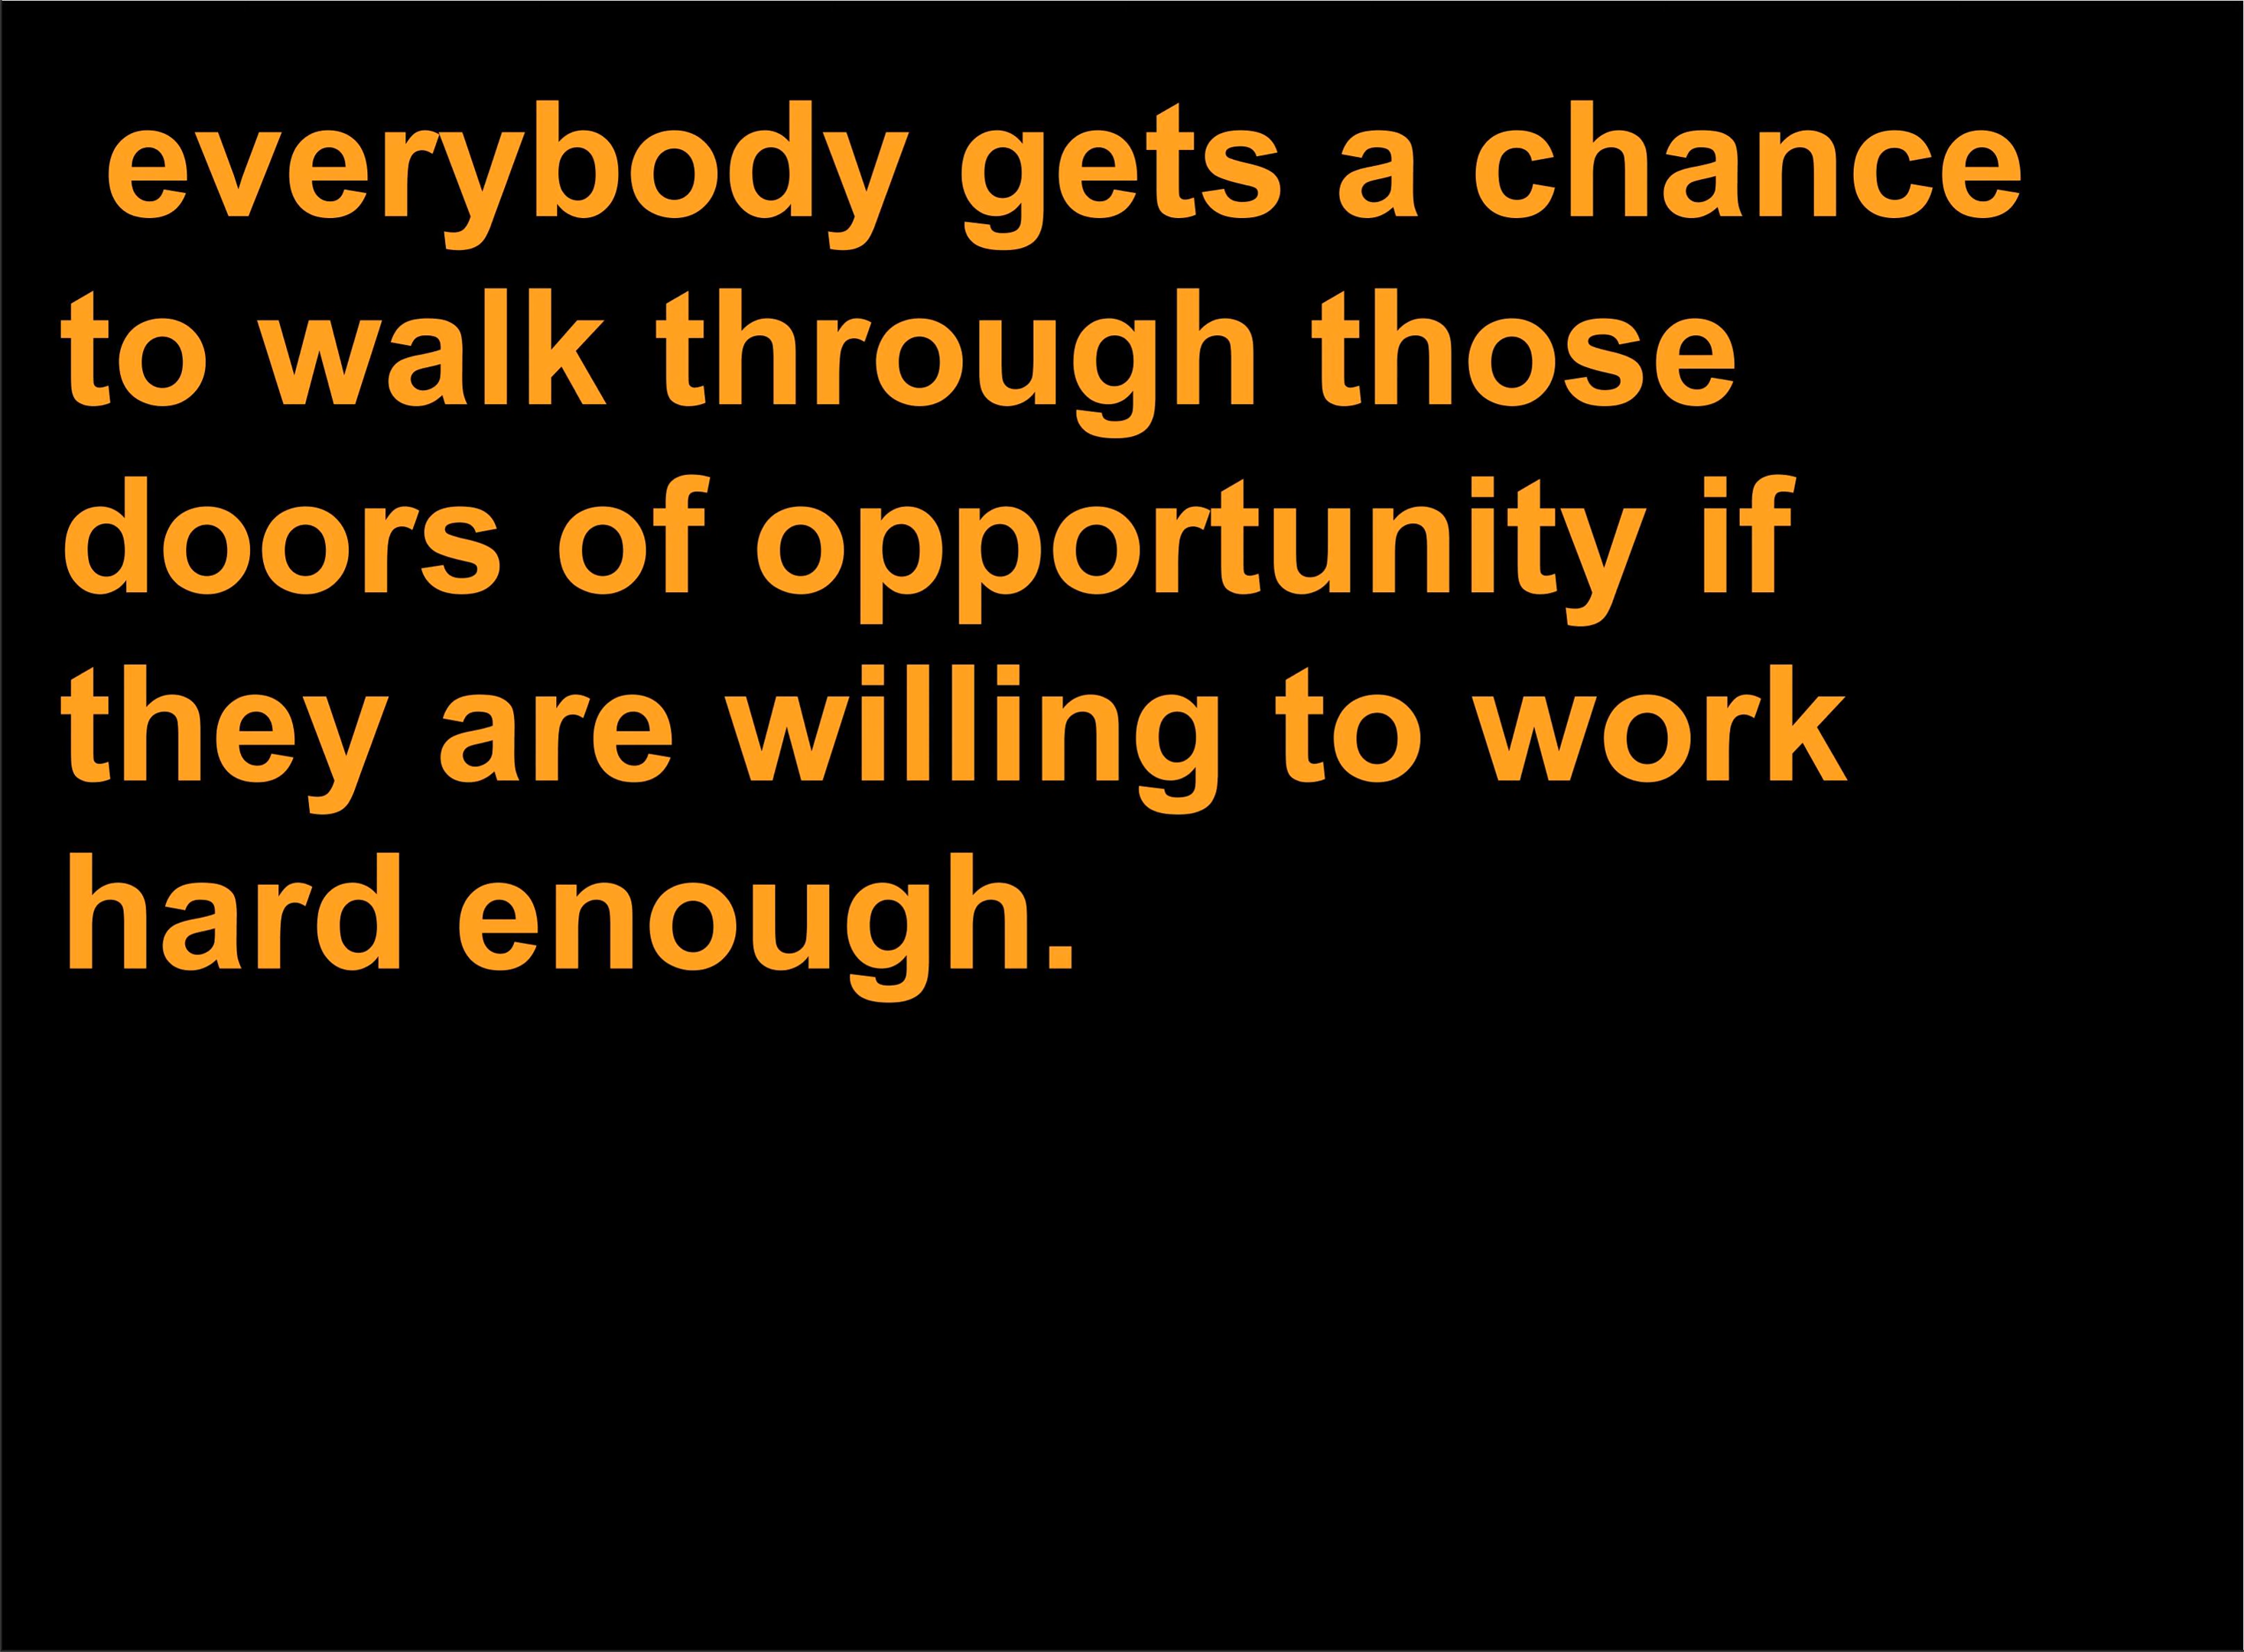 everybody gets a chance
to walk through those
doors of opportunity if
they are willing to work
hard enough.